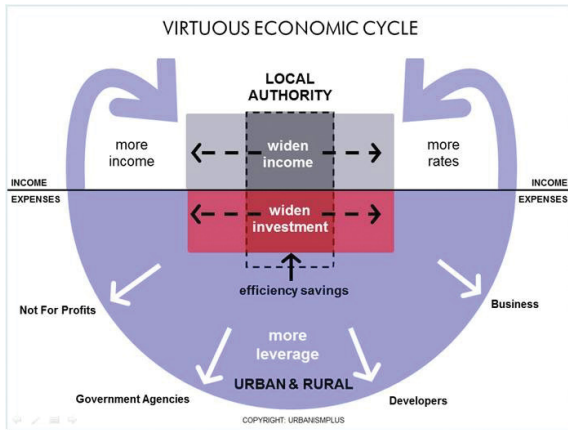 VIRTUOUS ECONOMIC CYCLE
LOCAL
AUTHORITY
more
income
widen
income
more
rates
INCOME
INCOME
EXPENSES
EXPENSES
widen
investment
efficiency savings
Not For Profits
Business
more
leverage
URBAN & RURAL
Government Agencies
Developers
COPYRIGHT: URBANISMPLUS